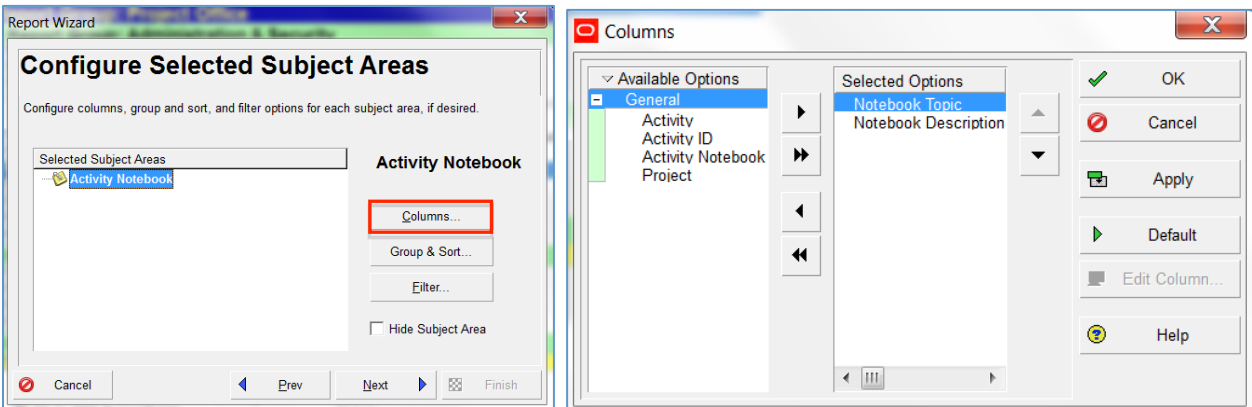 Report Wizard
Configure Selected Subject Areas
Configure columns, group and sort, and filter options for each subject area, if desired.
Selected Subject Areas
Activity Notebook
Activity Notebook
Columns...
Group & Sort...
Filter...
Hide Subject Area
Cancel
Prev
Next
Finish
Columns
Available Options
General
Activity
Activity ID
Activity Notebook
Project
Selected Options
Notebook Topic
Notebook Description
OK
Cancel
Apply
Default
Edit Column...
Help